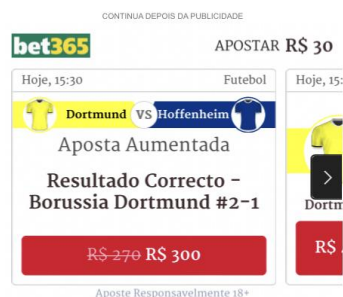 CONTINUA DEPOIS DA PUBLICIDADE
bet365 APOSTAR R$ 30
Hoje, 15:30 Futebol Hoje, 15:
Dortmund VS Hoffenheim
Aposta Aumentada
Resultado Correcto -
Borussia Dortmund #2-1
Dortm
R$ 270 R$ 300 R$
Aposte Responsavelmente 18+